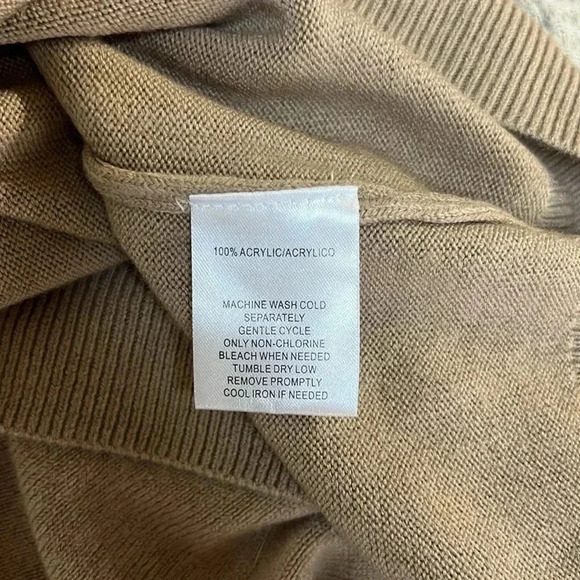 100% ACRYLIC/ACRYLICO
MACHINE WASH COLD
SEPARATELY
GENTLE CYCLE
ONLY NON-CHLORINE
BLEACH WHEN NEEDED
TUMBLE DRY LOW
REMOVE PROMPTLY
COOL IRON IF NEEDED